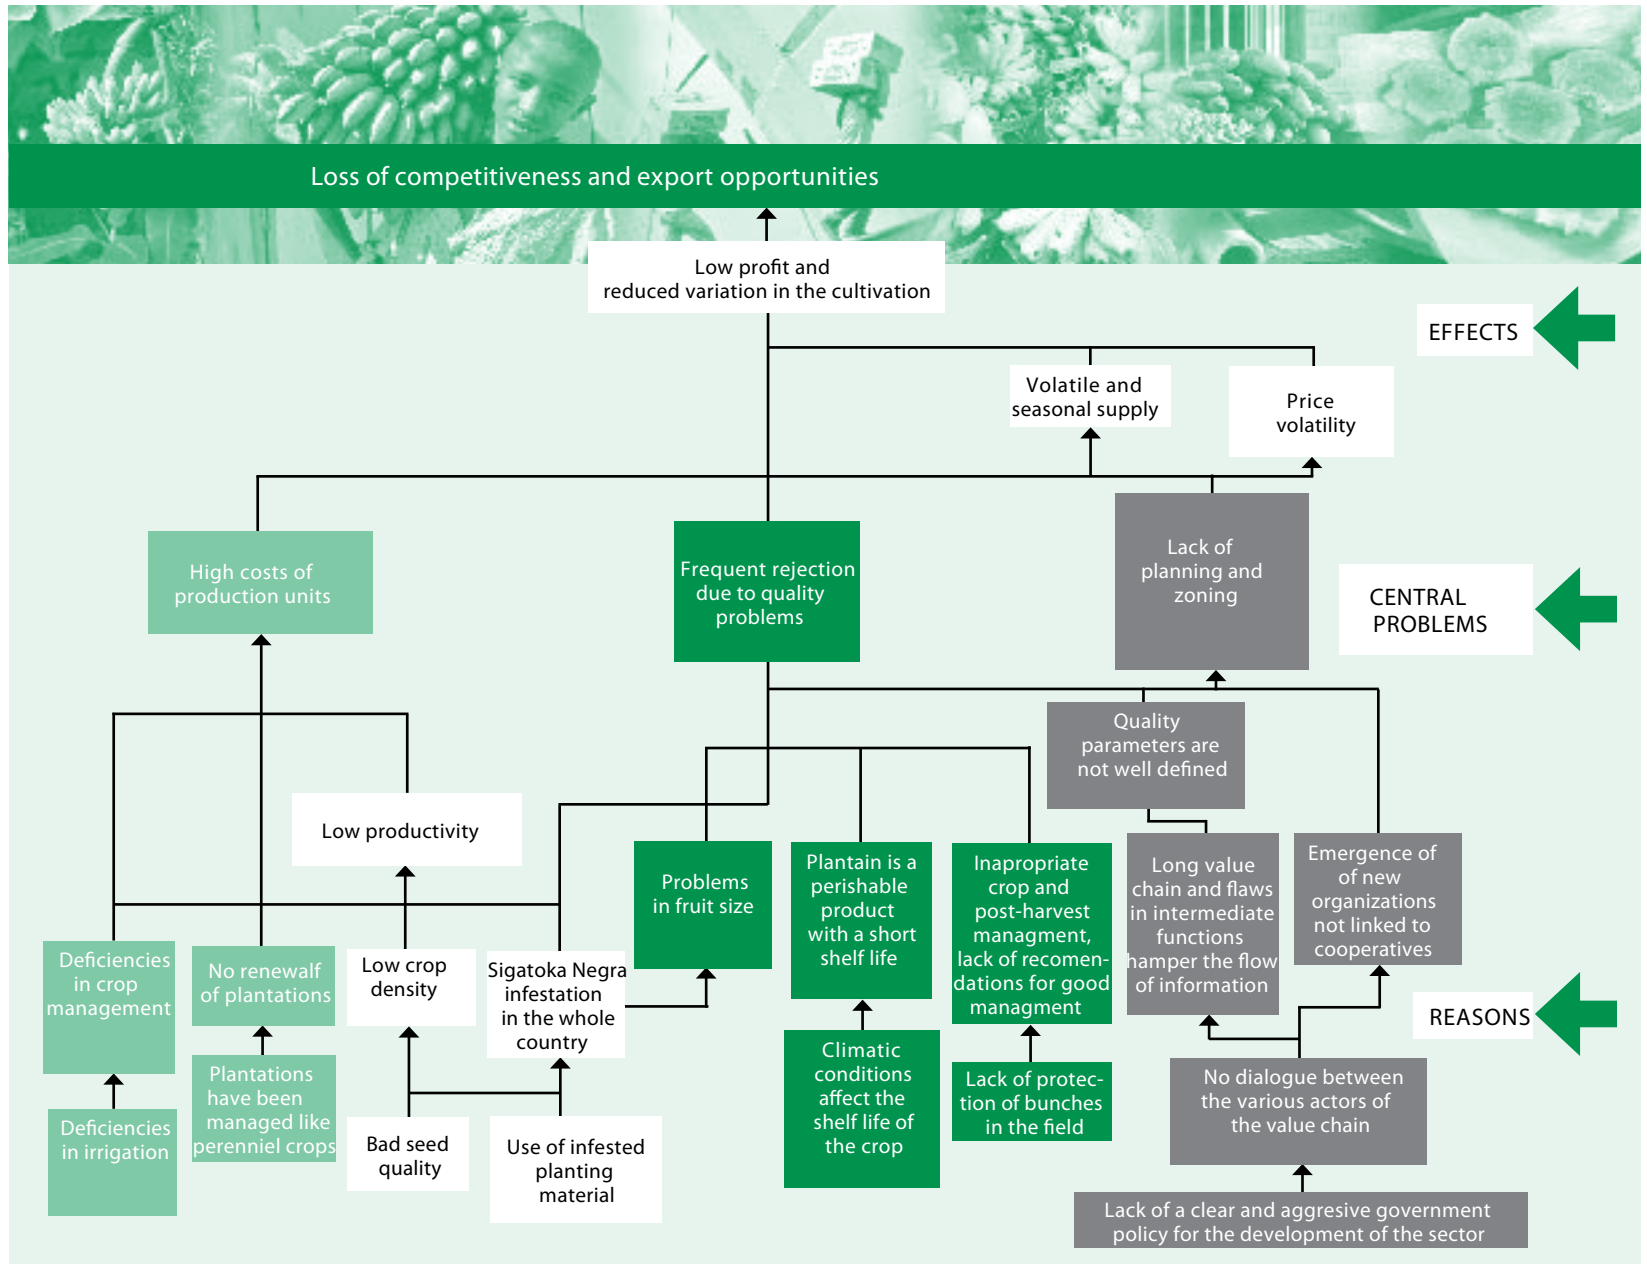 Loss of competitiveness and export opportunities
Low profit and
reduced variation in the cultivation
EFFECTS
Volatile and
seasonal supply
Price
volatility
High costs of
production units
Frequent rejection
due to quality
problems
Lack of
planning and
zoning
CENTRAL
PROBLEMS
Quality
parameters are
not well defined
Low productivity
Problems
in fruit size
Plantain is a
perishable
product
with a short
shelf life
Inapropriate
crop and
post-harvest
managment,
lack of recomen-
dations for good
managment
Long value
chain and flaws
in intermediate
functions
hamper the flow
of information
Emergence of
of new
organizations
not linked to
cooperatives
Deficiencies
in crop
management
No renewalf
of plantations
Low crop
density
Sigatoka Negra
infestation
in the whole
country
REASONS
Deficiencies
in irrigation
Plantations
have been
managed like
perenniel crops
Bad seed
quality
Use of infested
planting
material
Climatic
conditions
affect the
shelf life of
the crop
Lack of protec-
tion of bunches
in the field
No dialogue between
the various actors of
the value chain
Lack of a clear and aggresive government
policy for the development of the sector